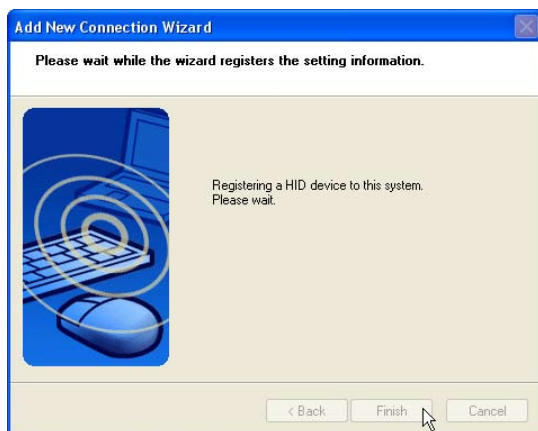 Add New Connection Wizard
Please wait while the wizard registers the setting information.
Registering a HID device to this system.
Please wait.
< Back
Finish
Cancel